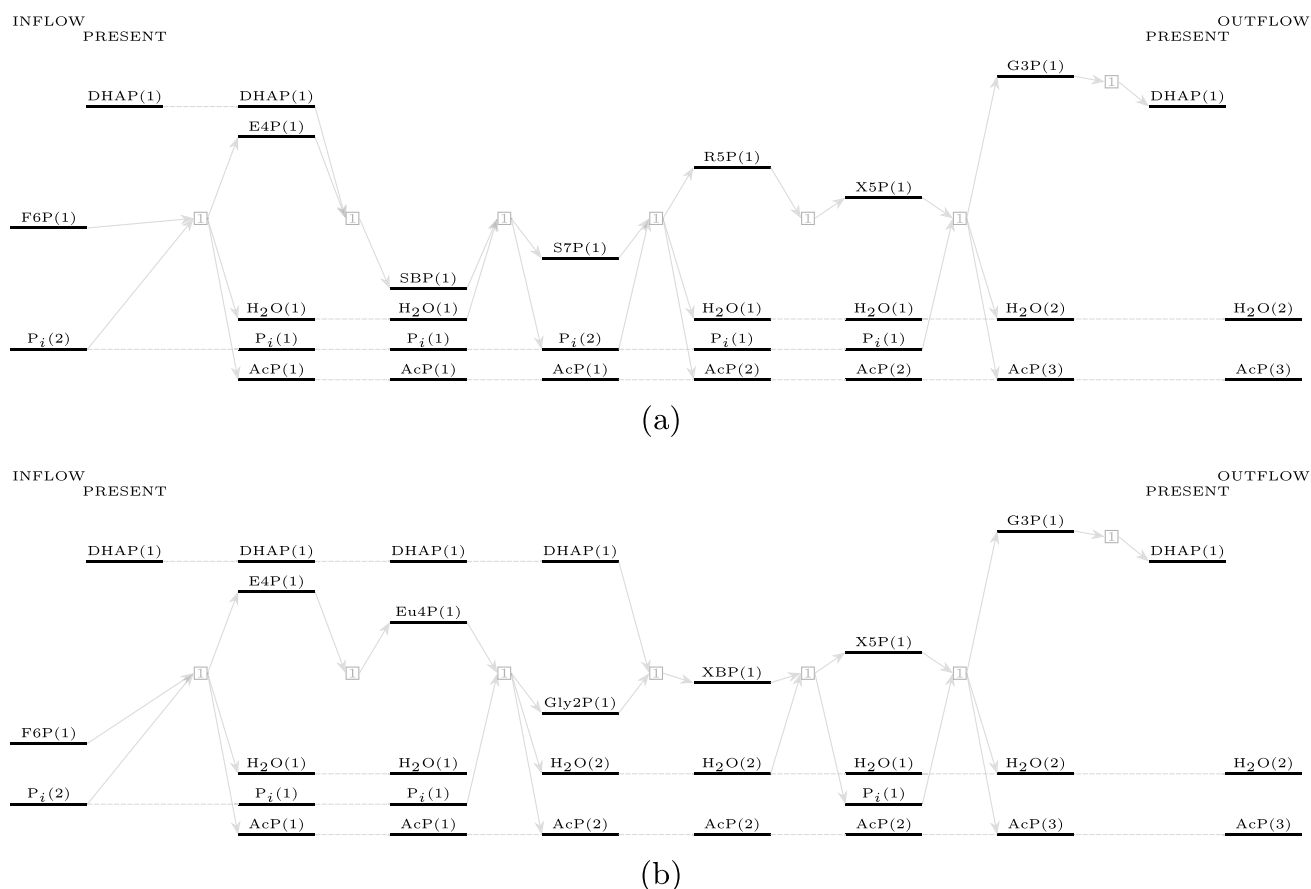 INFLOW OUTFLOW
PRESENT PRESENT
G3P(1)
1
DHAP(1) DHAP(1) DHAP(1)
E4P(1)
R5P(1)
X5P(1)
F6P(1) 1 1 1 1 1 1
S7P(1)
SBP(1)
H₂O(1) H₂O(1) H₂O(1) H₂O(1) H₂O(2) H₂O(2)
Pᵢ(2) Pᵢ(1) Pᵢ(1) Pᵢ(2) Pᵢ(1) Pᵢ(1)
AcP(1) AcP(1) AcP(1) AcP(2) AcP(2) AcP(3) AcP(3)
(a)
INFLOW OUTFLOW
PRESENT PRESENT
G3P(1)
1
DHAP(1) DHAP(1) DHAP(1) DHAP(1) DHAP(1)
E4P(1)
Eu4P(1)
X5P(1)
1 1 1 1 1 1
XBP(1)
Gly2P(1)
F6P(1)
H₂O(1) H₂O(1) H₂O(2) H₂O(2) H₂O(1) H₂O(2) H₂O(2)
Pᵢ(2) Pᵢ(1) Pᵢ(1) Pᵢ(1)
AcP(1) AcP(1) AcP(2) AcP(2) AcP(2) AcP(3) AcP(3)
(b)